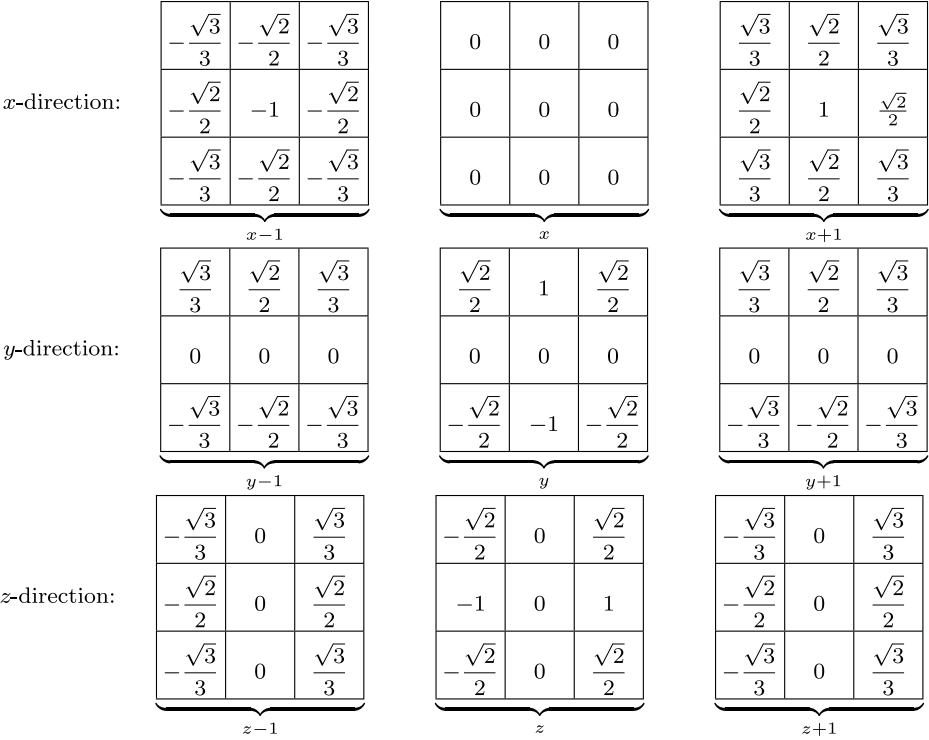 x-direction: −√3/3 −√2/2 −√3/3 0 0 0 √3/3 √2/2 √3/3
−√2/2 −1 −√2/2 0 0 0 √2/2 1 √2/2
−√3/3 −√2/2 −√3/3 0 0 0 √3/3 √2/2 √3/3
x−1 x x+1
y-direction: √3/3 √2/2 √3/3 √2/2 1 √2/2 √3/3 √2/2 √3/3
0 0 0 0 0 0 0 0 0
−√3/3 −√2/2 −√3/3 −√2/2 −1 −√2/2 −√3/3 −√2/2 −√3/3
y−1 y y+1
z-direction: −√3/3 0 √3/3 −√2/2 0 √2/2 −√3/3 0 √3/3
−√2/2 0 √2/2 −1 0 1 −√2/2 0 √2/2
−√3/3 0 √3/3 −√2/2 0 √2/2 −√3/3 0 √3/3
z−1 z z+1